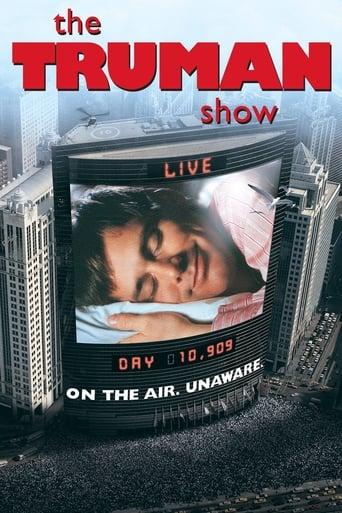 the
TRUMAN
show
LIVE
DAY 10,909
ON THE AIR. UNAWARE.